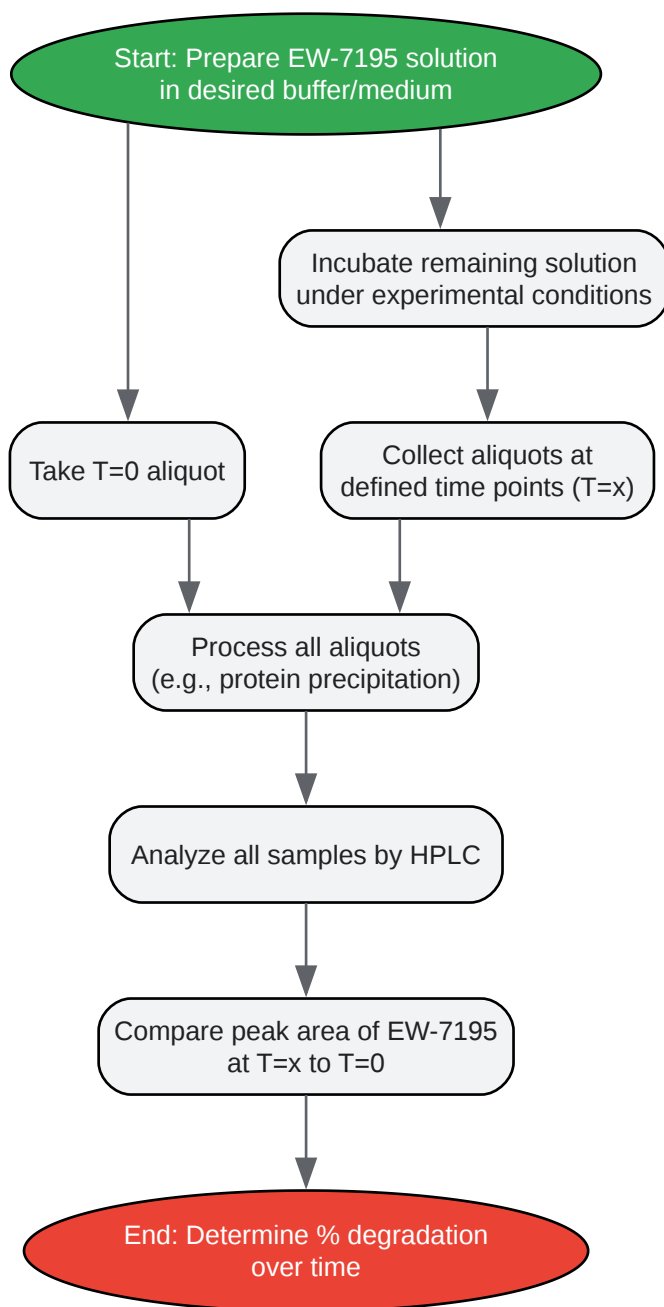 Start: Prepare EW-7195 solution
in desired buffer/medium
Incubate remaining solution
under experimental conditions
Take T=0 aliquot
Collect aliquots at
defined time points (T=x)
Process all aliquots
(e.g., protein precipitation)
Analyze all samples by HPLC
Compare peak area of EW-7195
at T=x to T=0
End: Determine % degradation
over time